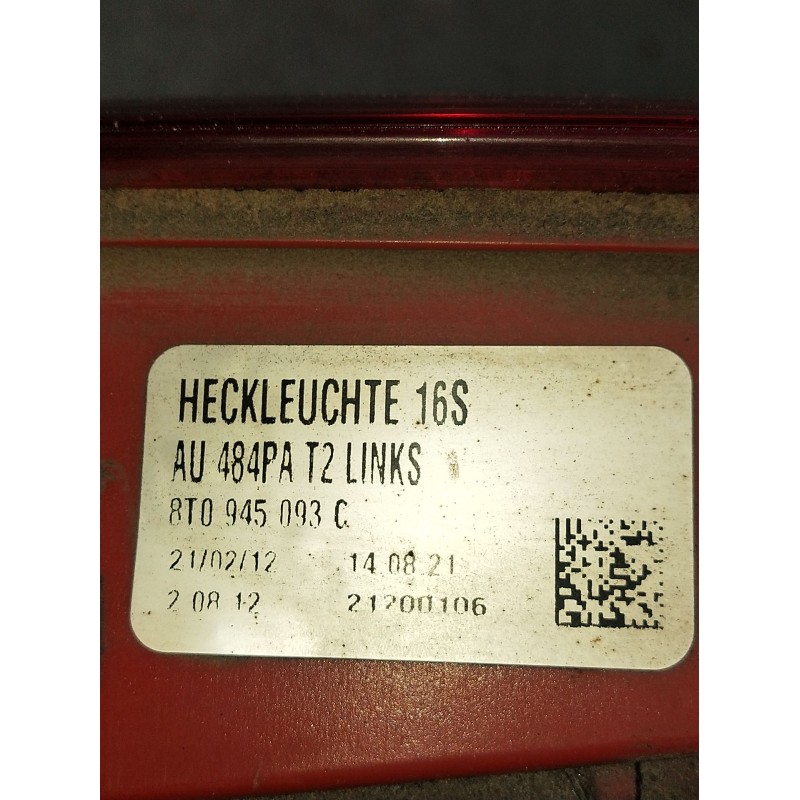 HECKLEUCHTE 16S
AU 484PA T2 LINKS
8T0 945 093 C
21/02/12 14.08.21
2 08 12 21200106